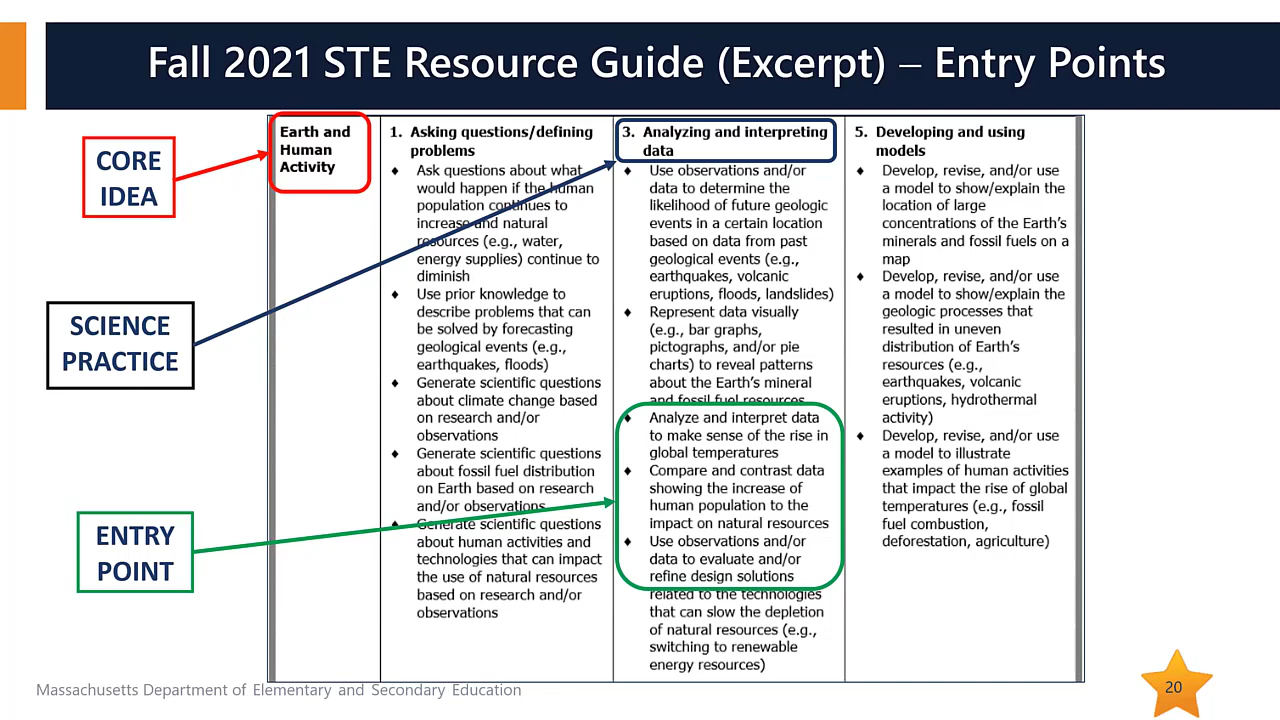 Fall 2021 STE Resource Guide (Excerpt) – Entry Points
CORE
IDEA
SCIENCE
PRACTICE
ENTRY
POINT
Earth and
Human
Activity
1. Asking questions/defining
problems
♦ Ask questions about what
would happen if the human
population continues to
increase and natural
resources (e.g., water,
energy supplies) continue to
diminish
♦ Use prior knowledge to
describe problems that can
be solved by forecasting
geological events (e.g.,
earthquakes, floods)
♦ Generate scientific questions
about climate change based
on research and/or
observations
♦ Generate scientific questions
about fossil fuel distribution
on Earth based on research
and/or observations
♦ Generate scientific questions
about human activities and
technologies that can impact
the use of natural resources
based on research and/or
observations
3. Analyzing and interpreting
data
♦ Use observations and/or
data to determine the
likelihood of future geologic
events in a certain location
based on data from past
geological events (e.g.,
earthquakes, volcanic
eruptions, floods, landslides)
♦ Represent data visually
(e.g., bar graphs,
pictographs, and/or pie
charts) to reveal patterns
about the Earth's mineral
and fossil fuel resources
♦ Analyze and interpret data
to make sense of the rise in
global temperatures
♦ Compare and contrast data
showing the increase of
human population to the
impact on natural resources
♦ Use observations and/or
data to evaluate and/or
refine design solutions
related to the technologies
that can slow the depletion
of natural resources (e.g.,
switching to renewable
energy resources)
5. Developing and using
models
♦ Develop, revise, and/or use
a model to show/explain the
location of large
concentrations of the Earth's
minerals and fossil fuels on a
map
♦ Develop, revise, and/or use
a model to show/explain the
geologic processes that
resulted in uneven
distribution of Earth's
resources (e.g.,
earthquakes, volcanic
eruptions, hydrothermal
activity)
♦ Develop, revise, and/or use
a model to illustrate
examples of human activities
that impact the rise of global
temperatures (e.g., fossil
fuel combustion,
deforestation, agriculture)
Massachusetts Department of Elementary and Secondary Education
20